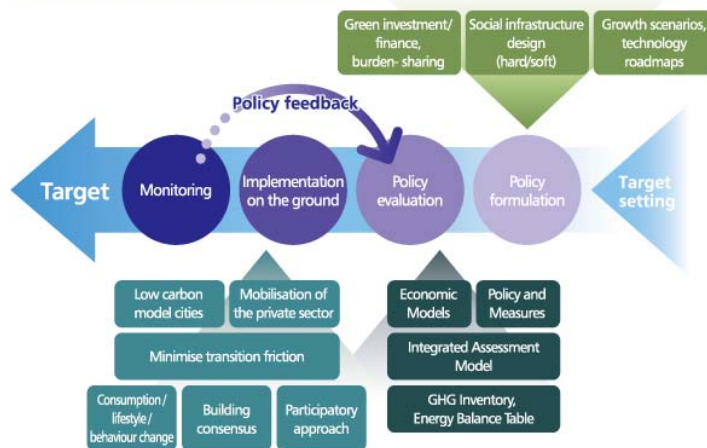 Green investment/
finance,
burden- sharing
Social infrastructure
design
(hard/soft)
Growth scenarios,
technology
roadmaps
Policy feedback
Target
Monitoring
Implementation
on the ground
Policy
evaluation
Policy
formulation
Target
setting
Low carbon
model cities
Mobilisation of
the private sector
Minimise transition friction
Consumption /
lifestyle /
behaviour change
Building
consensus
Participatory
approach
Economic
Models
Policy and
Measures
Integrated Assessment
Model
GHG Inventory,
Energy Balance Table